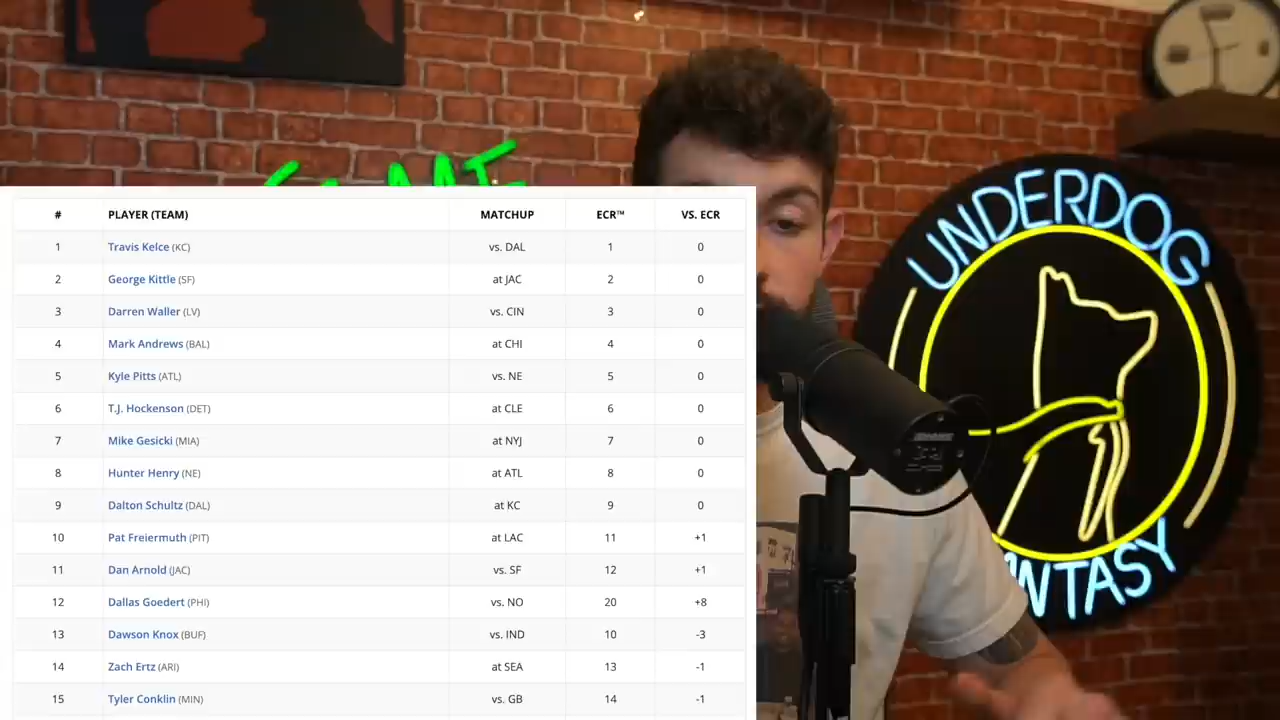 GAME
UNDERDOG
FANTASY
# PLAYER (TEAM) MATCHUP ECR™ VS. ECR
1 Travis Kelce (KC) vs. DAL 1 0
2 George Kittle (SF) at JAC 2 0
3 Darren Waller (LV) vs. CIN 3 0
4 Mark Andrews (BAL) at CHI 4 0
5 Kyle Pitts (ATL) vs. NE 5 0
6 T.J. Hockenson (DET) at CLE 6 0
7 Mike Gesicki (MIA) at NYJ 7 0
8 Hunter Henry (NE) at ATL 8 0
9 Dalton Schultz (DAL) at KC 9 0
10 Pat Freiermuth (PIT) at LAC 11 +1
11 Dan Arnold (JAC) vs. SF 12 +1
12 Dallas Goedert (PHI) vs. NO 20 +8
13 Dawson Knox (BUF) vs. IND 10 -3
14 Zach Ertz (ARI) at SEA 13 -1
15 Tyler Conklin (MIN) vs. GB 14 -1